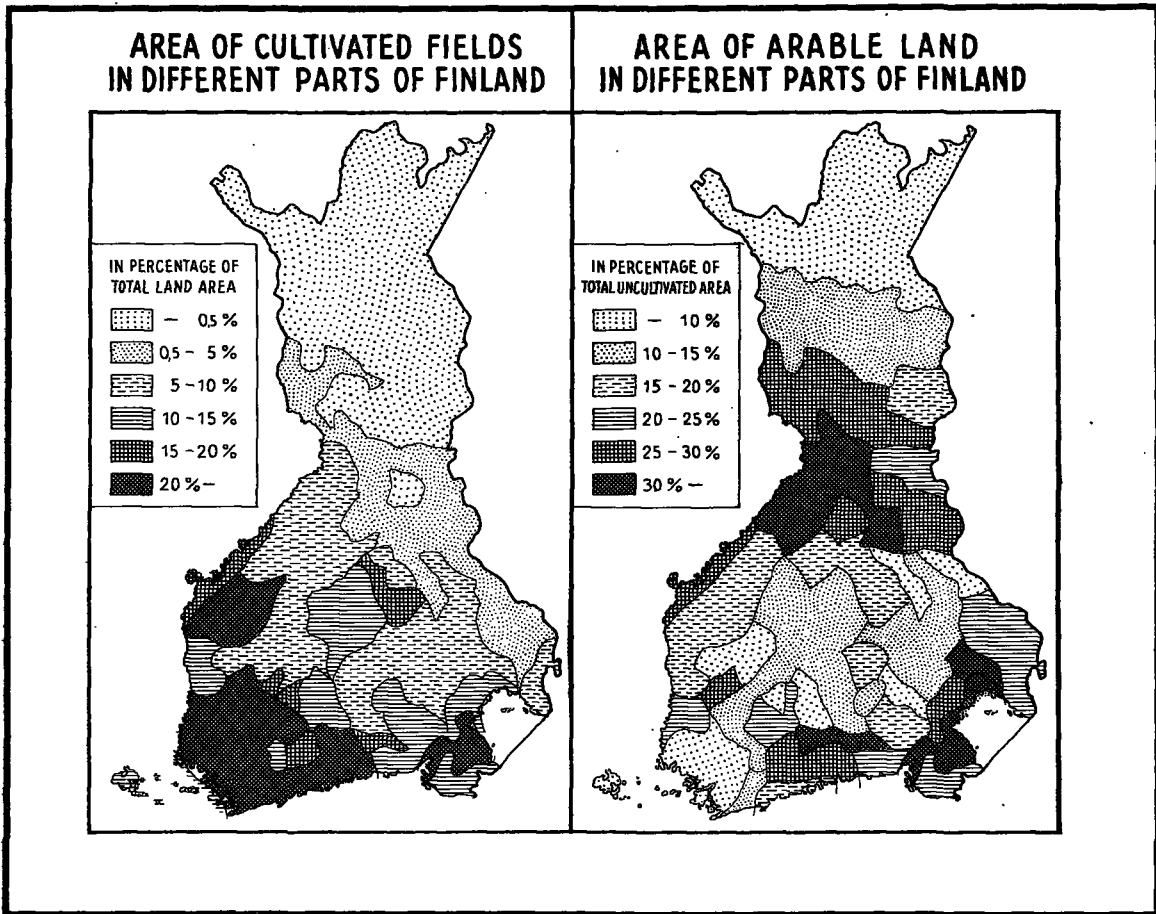 AREA OF CULTIVATED FIELDS
IN DIFFERENT PARTS OF FINLAND
IN PERCENTAGE OF
TOTAL LAND AREA
— 0,5 %
0,5 – 5 %
5 – 10 %
10 – 15 %
15 – 20 %
20 % –
AREA OF ARABLE LAND
IN DIFFERENT PARTS OF FINLAND
IN PERCENTAGE OF
TOTAL UNCULTIVATED AREA
— 10 %
10 – 15 %
15 – 20 %
20 – 25 %
25 – 30 %
30 % –